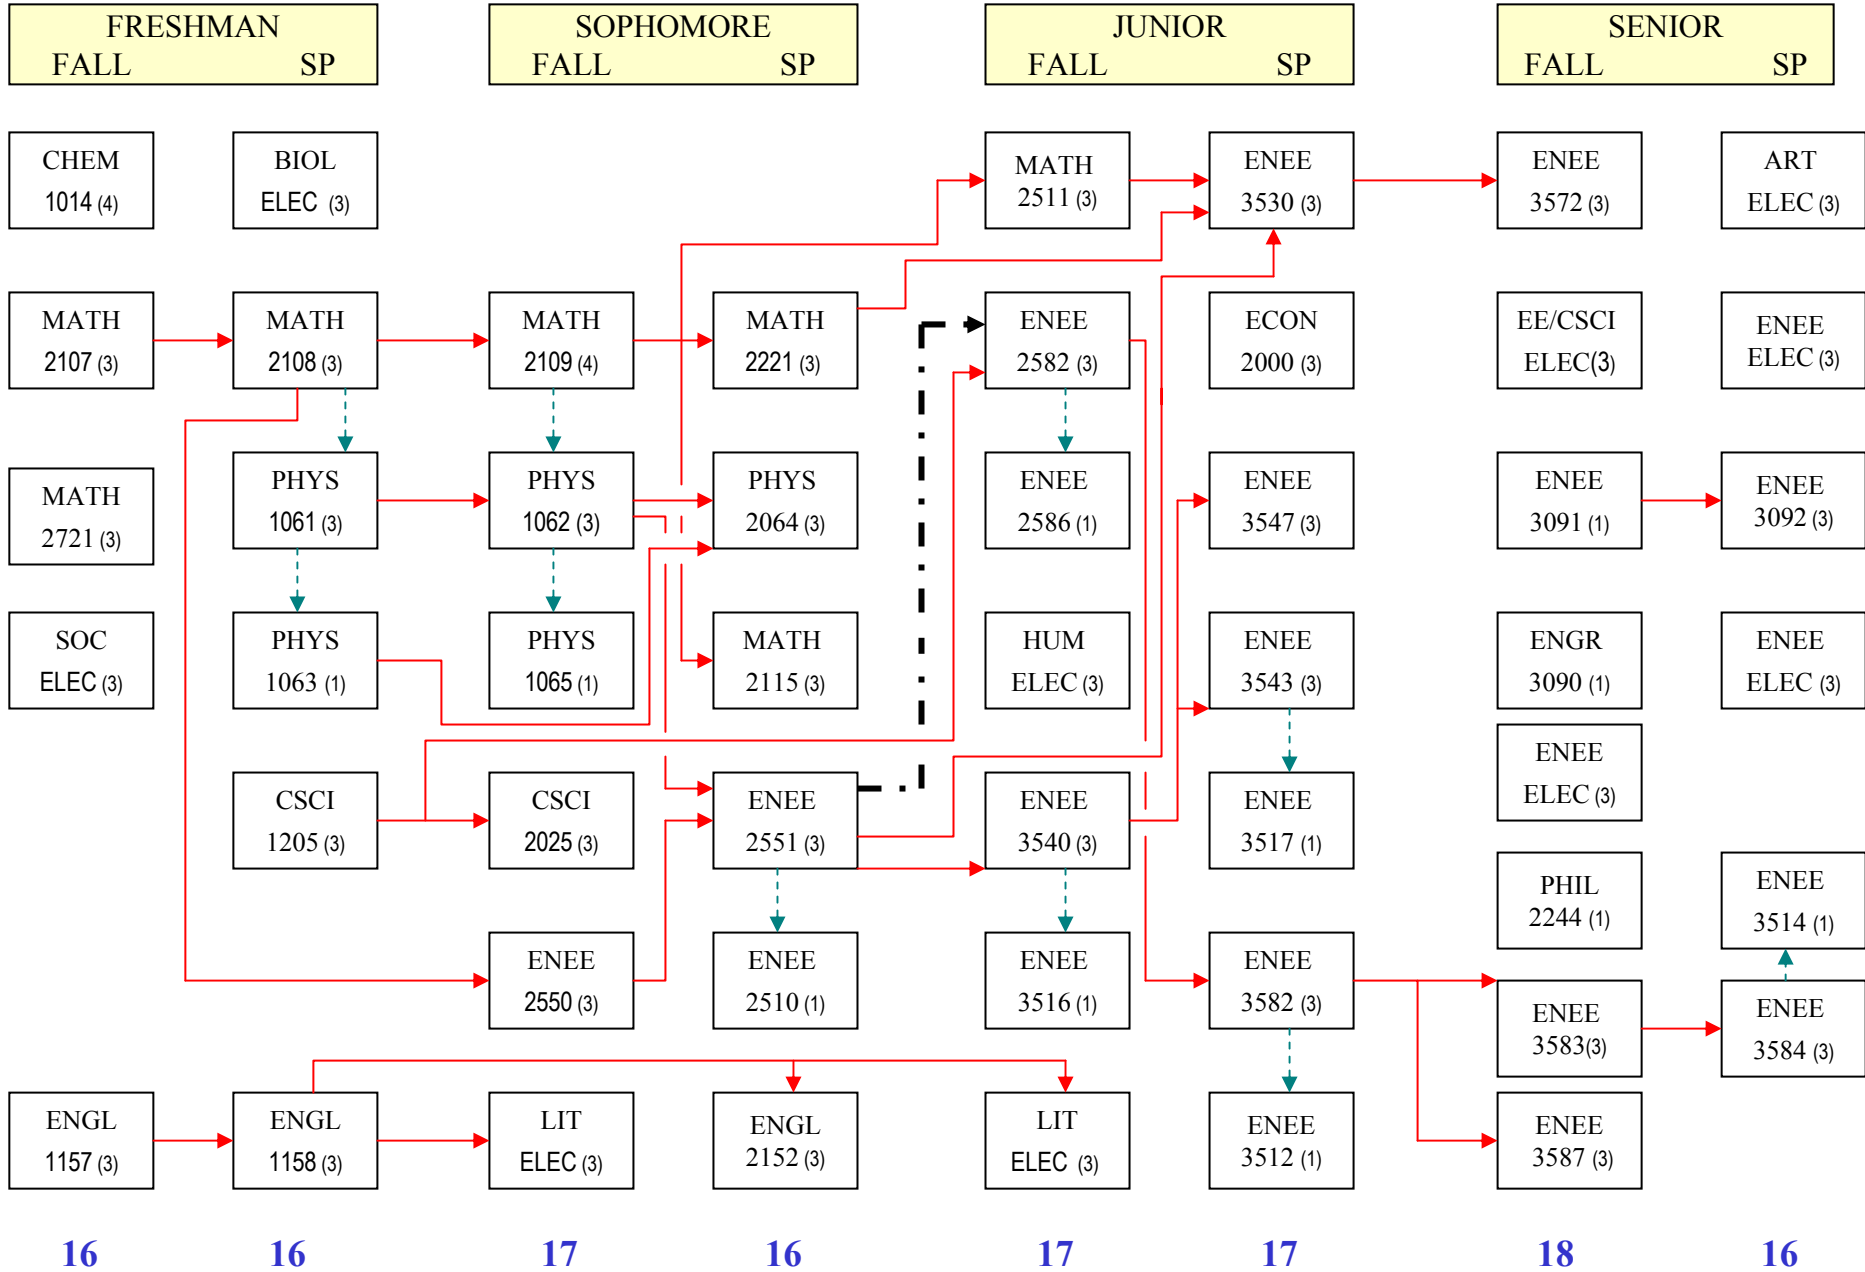 FRESHMAN
FALL SP
SOPHOMORE
FALL SP
JUNIOR
FALL SP
SENIOR
FALL SP
CHEM
1014 (4)
BIOL
ELEC (3)
MATH
2511 (3)
ENEE
3530 (3)
ENEE
3572 (3)
ART
ELEC (3)
MATH
2107 (3)
MATH
2108 (3)
MATH
2109 (4)
MATH
2221 (3)
ENEE
2582 (3)
ECON
2000 (3)
EE/CSCI
ELEC(3)
ENEE
ELEC (3)
MATH
2721 (3)
PHYS
1061 (3)
PHYS
1062 (3)
PHYS
2064 (3)
ENEE
2586 (1)
ENEE
3547 (3)
ENEE
3091 (1)
ENEE
3092 (3)
SOC
ELEC (3)
PHYS
1063 (1)
PHYS
1065 (1)
MATH
2115 (3)
HUM
ELEC (3)
ENEE
3543 (3)
ENGR
3090 (1)
ENEE
ELEC (3)
ENEE
ELEC (3)
CSCI
1205 (3)
CSCI
2025 (3)
ENEE
2551 (3)
ENEE
3540 (3)
ENEE
3517 (1)
PHIL
2244 (1)
ENEE
3514 (1)
ENEE
2550 (3)
ENEE
2510 (1)
ENEE
3516 (1)
ENEE
3582 (3)
ENEE
3583(3)
ENEE
3584 (3)
ENGL
1157 (3)
ENGL
1158 (3)
LIT
ELEC (3)
ENGL
2152 (3)
LIT
ELEC (3)
ENEE
3512 (1)
ENEE
3587 (3)
16 16 17 16 17 17 18 16